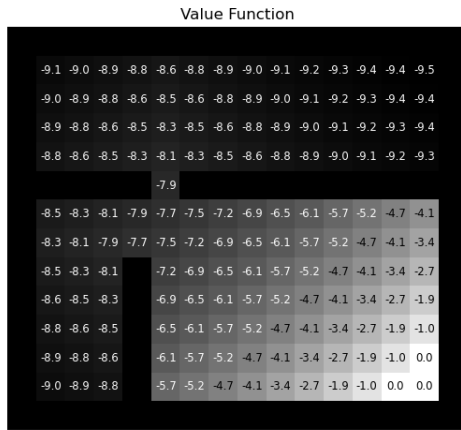 Value Function
-9.1 -9.0 -8.9 -8.8 -8.6 -8.8 -8.9 -9.0 -9.1 -9.2 -9.3 -9.4 -9.4 -9.5
-9.0 -8.9 -8.8 -8.6 -8.5 -8.6 -8.8 -8.9 -9.0 -9.1 -9.2 -9.3 -9.4 -9.4
-8.9 -8.8 -8.6 -8.5 -8.3 -8.5 -8.6 -8.8 -8.9 -9.0 -9.1 -9.2 -9.3 -9.4
-8.8 -8.6 -8.5 -8.3 -8.1 -8.3 -8.5 -8.6 -8.8 -8.9 -9.0 -9.1 -9.2 -9.3
-7.9
-8.5 -8.3 -8.1 -7.9 -7.7 -7.5 -7.2 -6.9 -6.5 -6.1 -5.7 -5.2 -4.7 -4.1
-8.3 -8.1 -7.9 -7.7 -7.5 -7.2 -6.9 -6.5 -6.1 -5.7 -5.2 -4.7 -4.1 -3.4
-8.5 -8.3 -8.1 -7.2 -6.9 -6.5 -6.1 -5.7 -5.2 -4.7 -4.1 -3.4 -2.7
-8.6 -8.5 -8.3 -6.9 -6.5 -6.1 -5.7 -5.2 -4.7 -4.1 -3.4 -2.7 -1.9
-8.8 -8.6 -8.5 -6.5 -6.1 -5.7 -5.2 -4.7 -4.1 -3.4 -2.7 -1.9 -1.0
-8.9 -8.8 -8.6 -6.1 -5.7 -5.2 -4.7 -4.1 -3.4 -2.7 -1.9 -1.0 0.0
-9.0 -8.9 -8.8 -5.7 -5.2 -4.7 -4.1 -3.4 -2.7 -1.9 -1.0 0.0 0.0